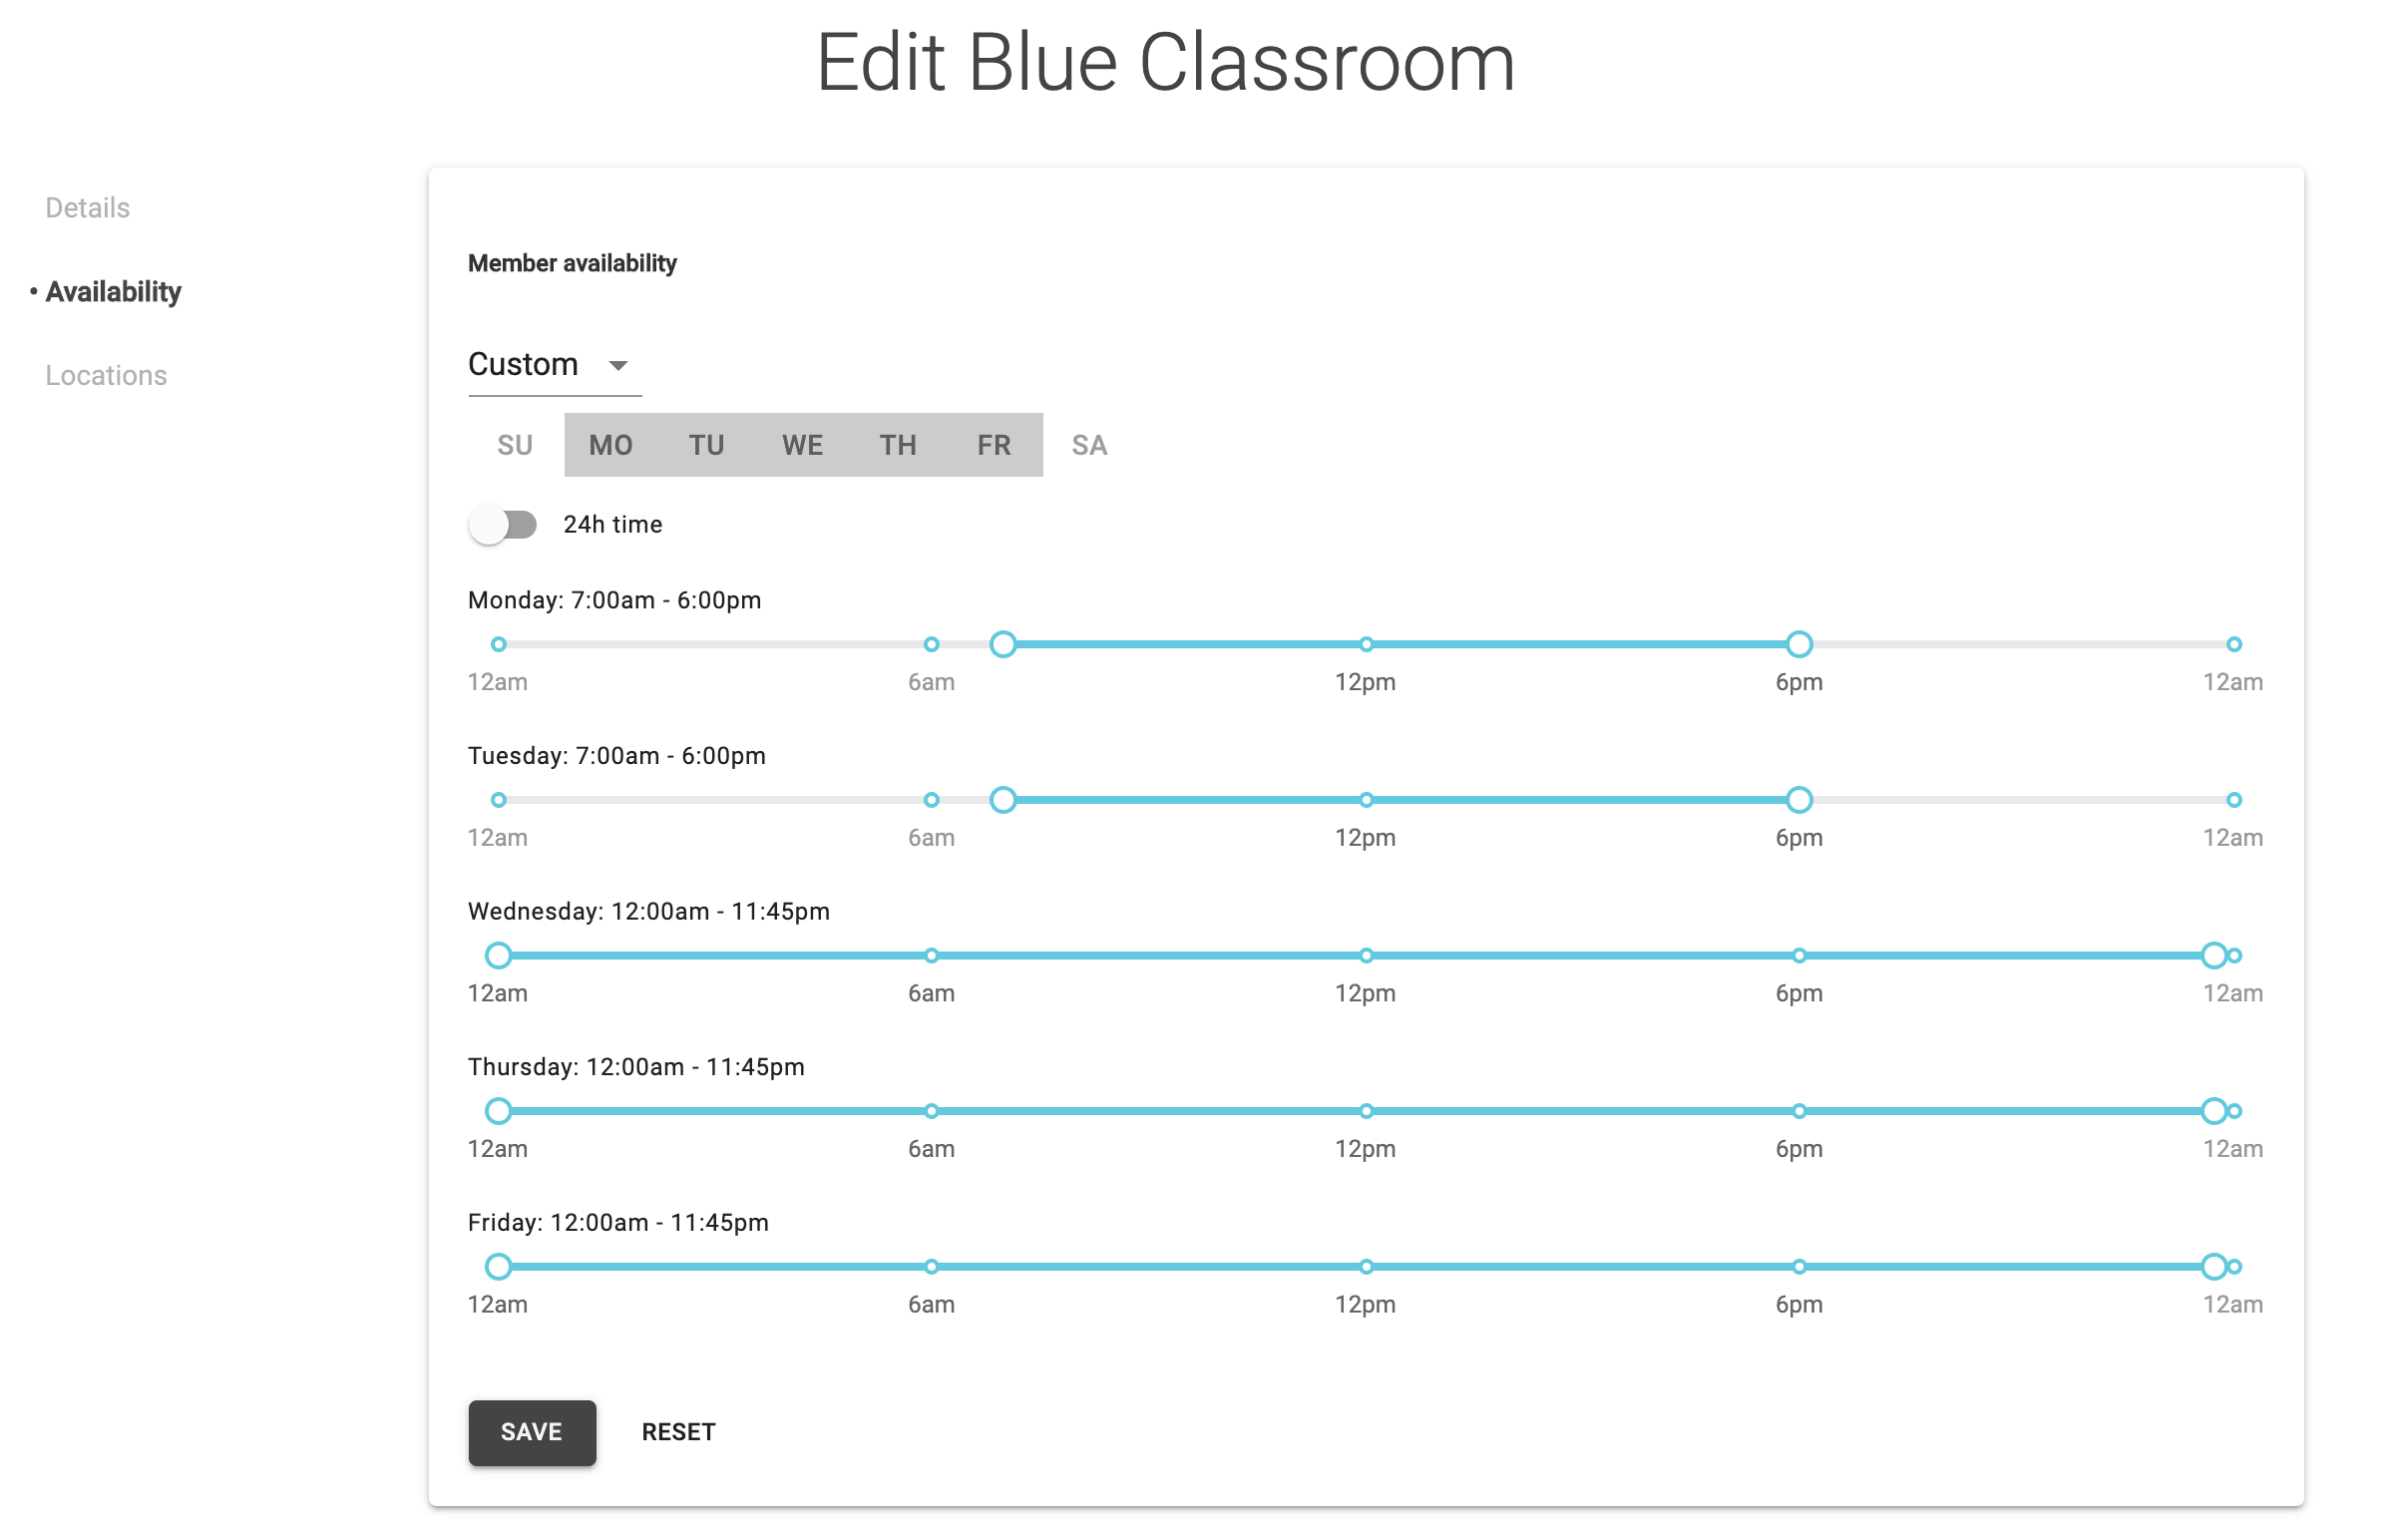 Edit Blue Classroom
Details
• Availability
Locations
Member availability
Custom
SU MO TU WE TH FR SA
24h time
Monday: 7:00am - 6:00pm
12am 6am 12pm 6pm 12am
Tuesday: 7:00am - 6:00pm
12am 6am 12pm 6pm 12am
Wednesday: 12:00am - 11:45pm
12am 6am 12pm 6pm 12am
Thursday: 12:00am - 11:45pm
12am 6am 12pm 6pm 12am
Friday: 12:00am - 11:45pm
12am 6am 12pm 6pm 12am
SAVE RESET